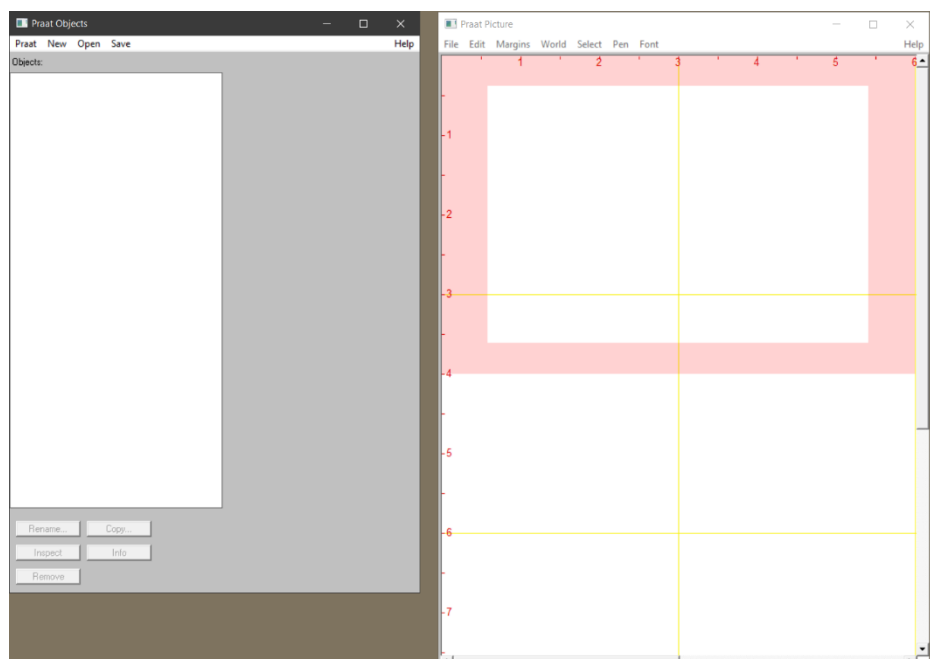 Praat Objects
Praat New Open Save Help
Objects:
Rename... Copy...
Inspect Info
Remove
Praat Picture
File Edit Margins World Select Pen Font Help
1 2 3 4 5 6
1
2
3
4
5
6
7